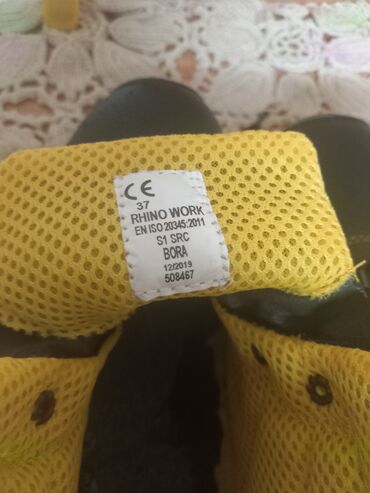 CE
37
RHINO WORK
EN ISO 20345:2011
S1 SRC
BORA
12/2019
508467